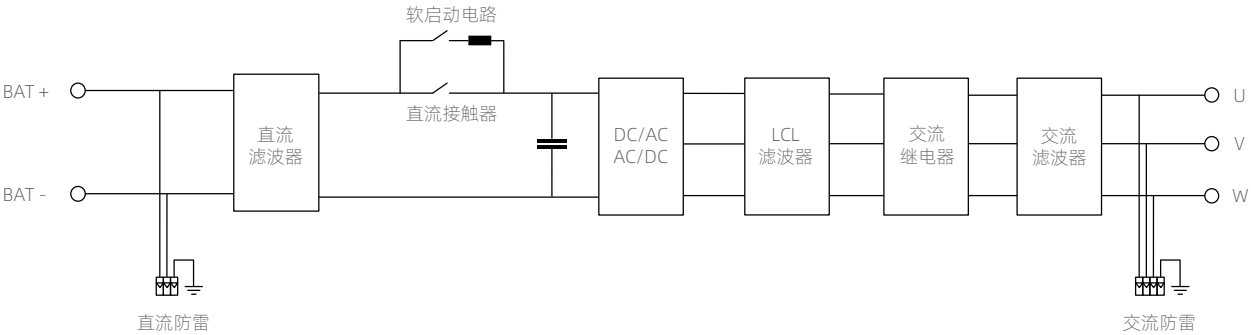 软启动电路
BAT +
直流接触器
U
直流
滤波器
DC/AC
AC/DC
LCL
滤波器
交流
继电器
交流
滤波器
V
BAT -
W
直流防雷
交流防雷